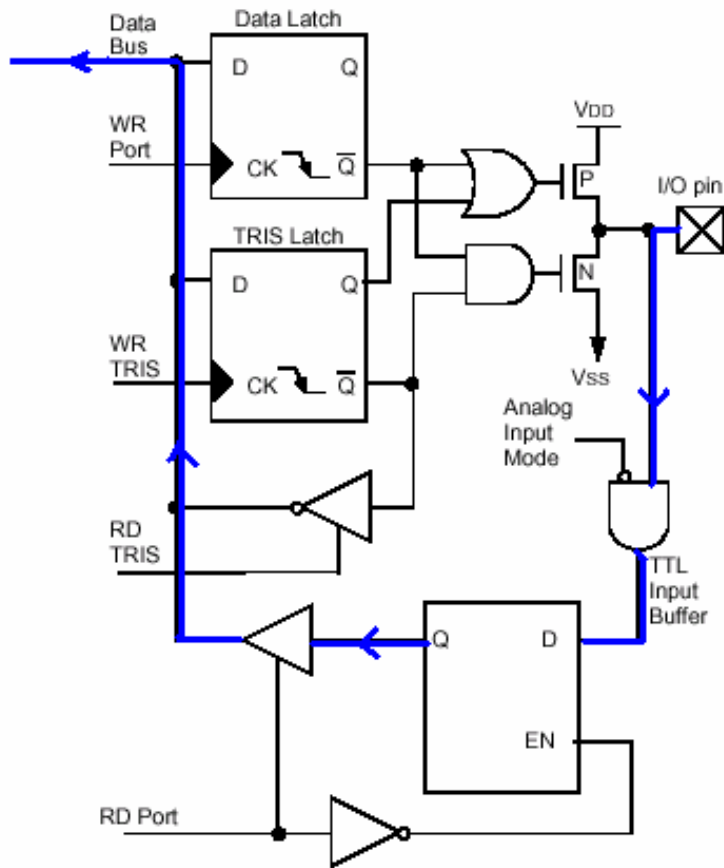 Data
Bus
Data Latch
D
Q
WR
Port
CK
Q
VDD
P
I/O pin
TRIS Latch
D
Q
N
WR
TRIS
CK
Q
VSS
Analog
Input
Mode
RD
TRIS
TTL
Input
Buffer
Q
D
EN
RD Port